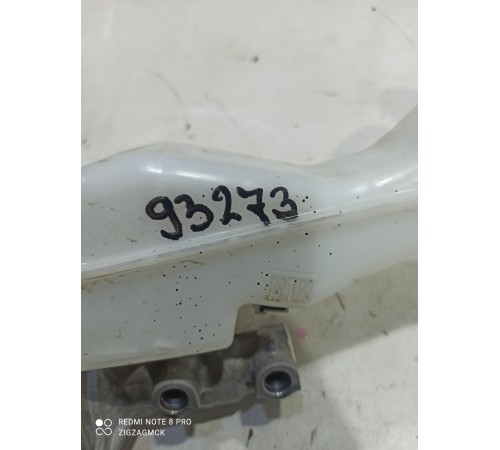 93273
REDMI NOTE 8 PRO
ZIGZAGMCK